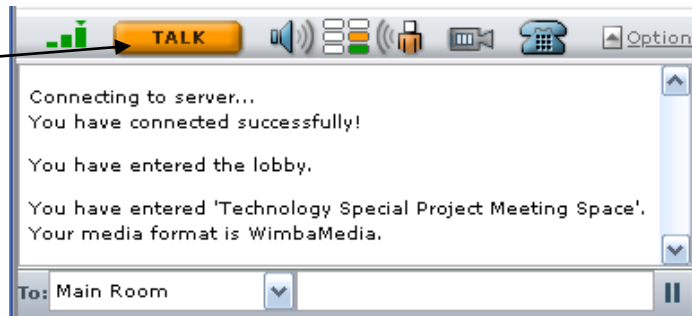 TALK
Option
Connecting to server...
You have connected successfully!
You have entered the lobby.
You have entered 'Technology Special Project Meeting Space'.
Your media format is WimbaMedia.
To: Main Room